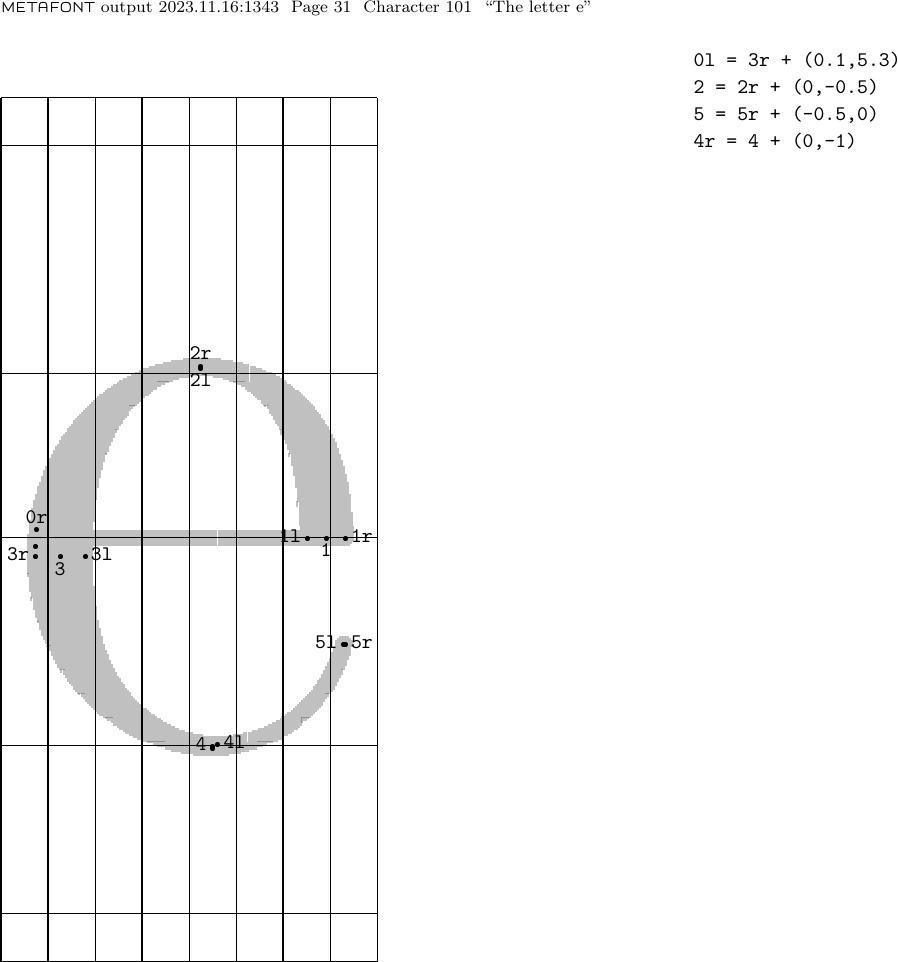 METAFONT output 2023.11.16:1343 Page 31 Character 101 “The letter e”
0l = 3r + (0.1,5.3)
2 = 2r + (0,-0.5)
5 = 5r + (-0.5,0)
4r = 4 + (0,-1)
2r
2l
0r
1l 1r
1
3r 3l
3
5l 5r
4 4l